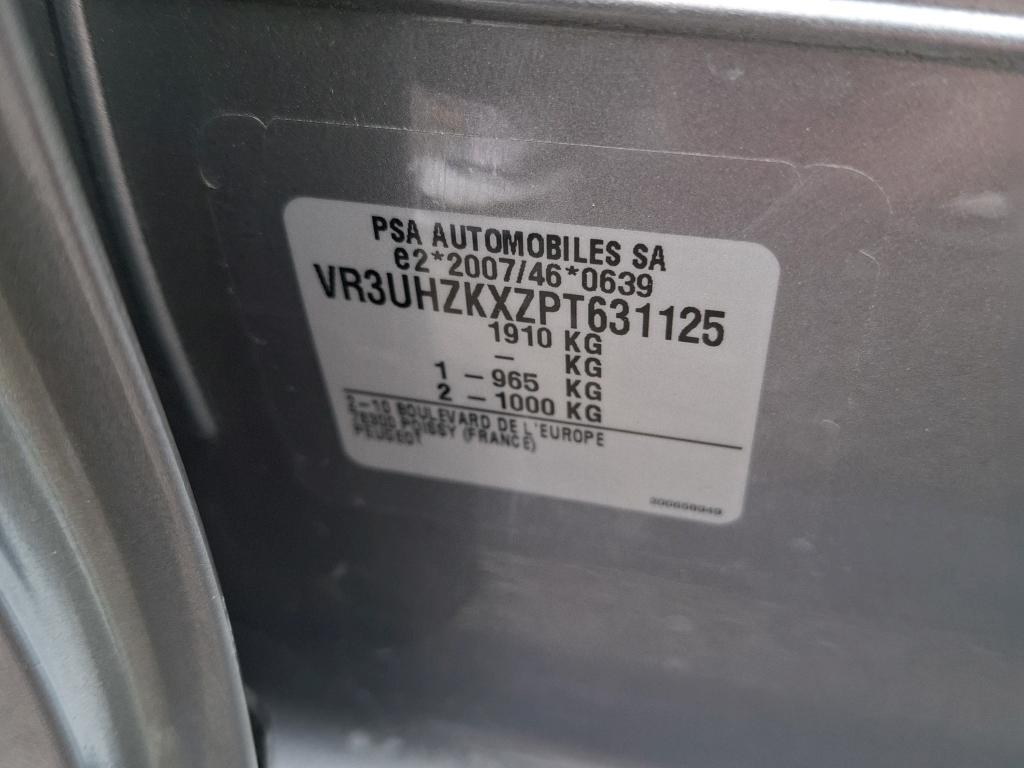 PSA AUTOMOBILES SA
e2*2007/46*0639
VR3UHZKXZPT631125
1910 KG
– KG
1 –965 KG
2 –1000 KG
2–10 BOULEVARD DE L'EUROPE
78300 POISSY (FRANCE)
PEUGEOT